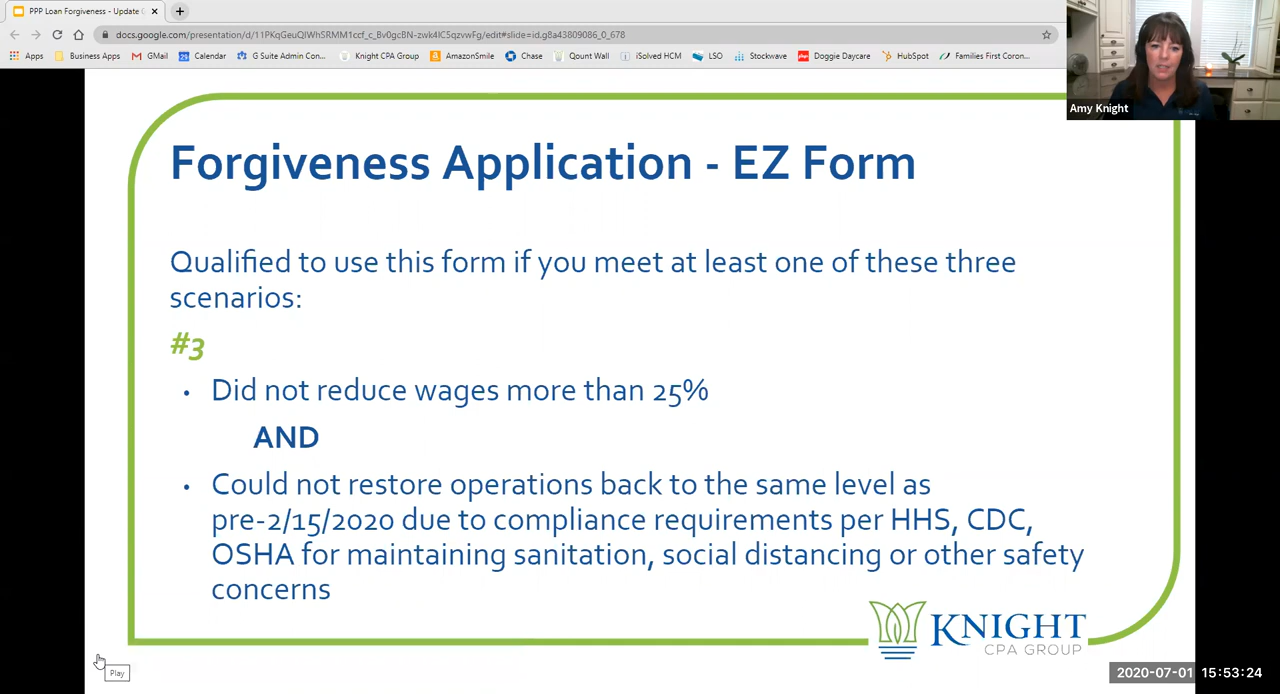 PPP Loan Forgiveness - Update
docs.google.com/presentation/d/11PKqGeuQIWhSRMM1ccf_c_Bv0gcBN-zwk4IC5qzvwFg/edit#slide=id.g8a43809086_0_678
Apps Business Apps GMail Calendar G Suite Admin Con... Knight CPA Group AmazonSmile Chase Qount Wall iSolved HCM LSO Stockwave Doggie Daycare HubSpot Families First Coron...
Amy Knight
Forgiveness Application - EZ Form
Qualified to use this form if you meet at least one of these three
scenarios:
#3
• Did not reduce wages more than 25%
AND
• Could not restore operations back to the same level as
pre-2/15/2020 due to compliance requirements per HHS, CDC,
OSHA for maintaining sanitation, social distancing or other safety
concerns
KNIGHT
CPA GROUP
Play
2020-07-01 15:53:24